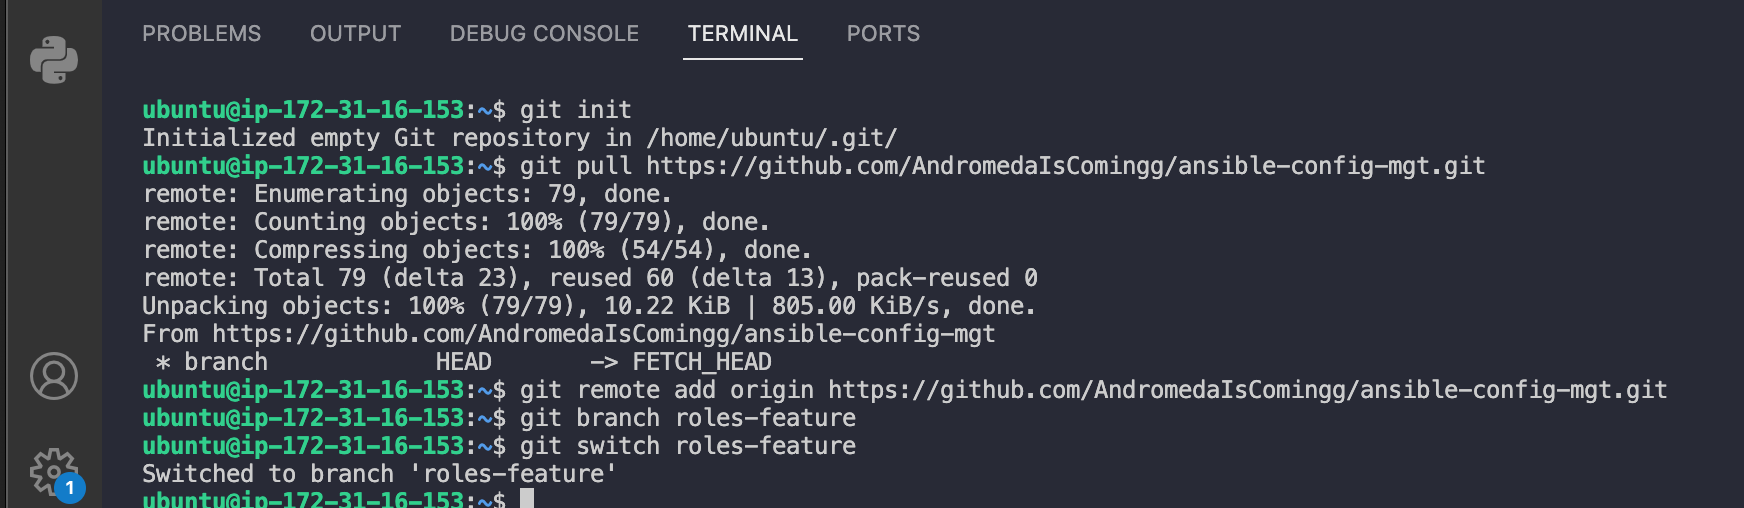 PROBLEMS OUTPUT DEBUG CONSOLE TERMINAL PORTS
ubuntu@ip-172-31-16-153:~$ git init
Initialized empty Git repository in /home/ubuntu/.git/
ubuntu@ip-172-31-16-153:~$ git pull https://github.com/AndromedaIsComingg/ansible-config-mgt.git
remote: Enumerating objects: 79, done.
remote: Counting objects: 100% (79/79), done.
remote: Compressing objects: 100% (54/54), done.
remote: Total 79 (delta 23), reused 60 (delta 13), pack-reused 0
Unpacking objects: 100% (79/79), 10.22 KiB | 805.00 KiB/s, done.
From https://github.com/AndromedaIsComingg/ansible-config-mgt
 * branch            HEAD       -> FETCH_HEAD
ubuntu@ip-172-31-16-153:~$ git remote add origin https://github.com/AndromedaIsComingg/ansible-config-mgt.git
ubuntu@ip-172-31-16-153:~$ git branch roles-feature
ubuntu@ip-172-31-16-153:~$ git switch roles-feature
Switched to branch 'roles-feature'
ubuntu@ip-172-31-16-153:~$
1